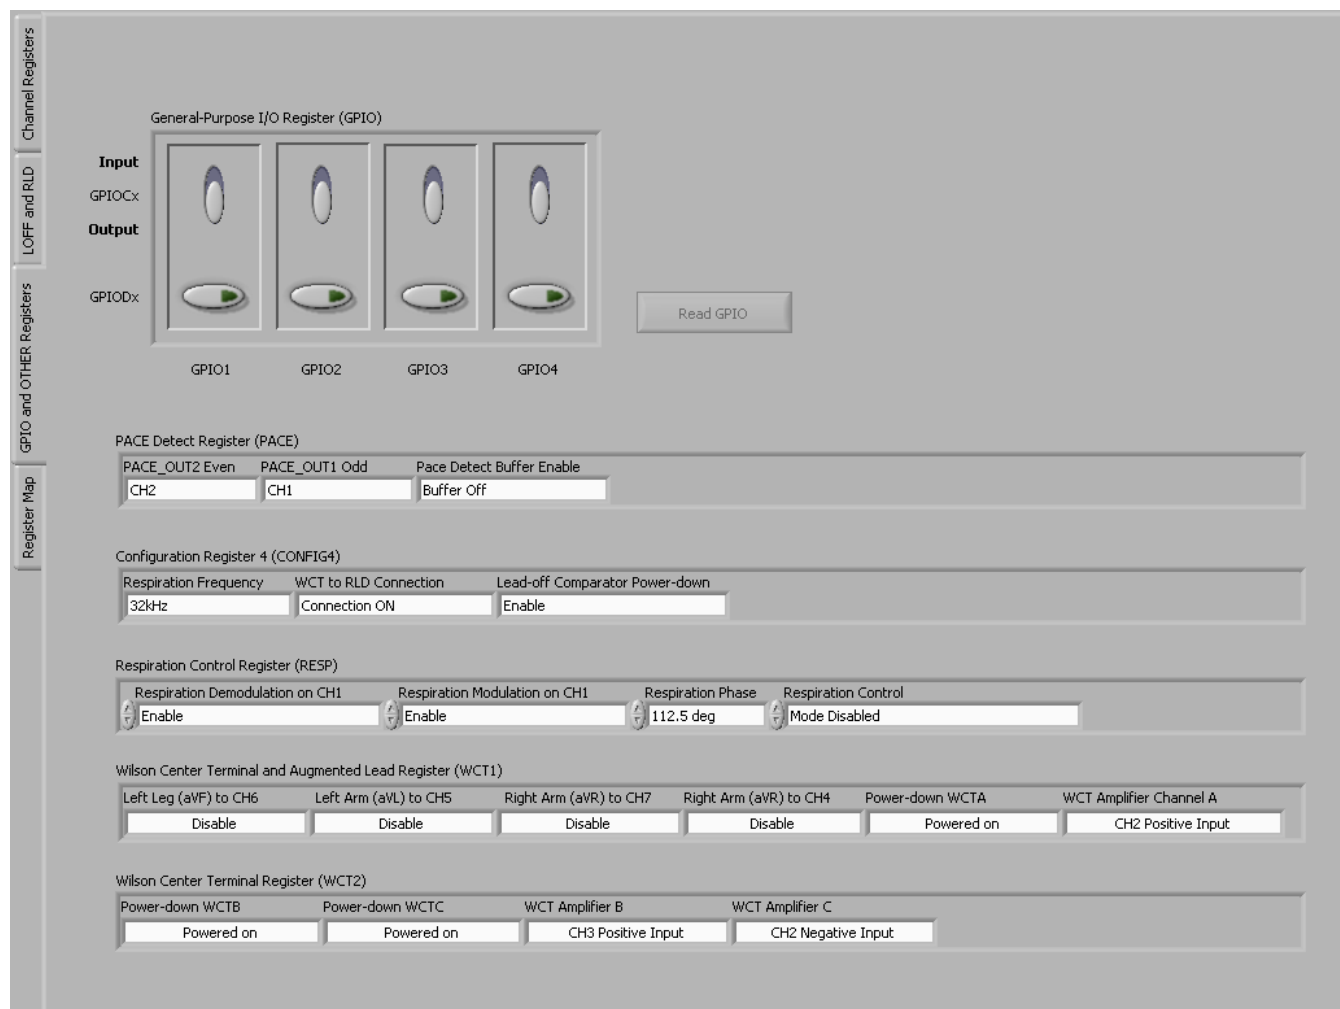 Channel Registers
LOFF and RLD
GPIO and OTHER Registers
Register Map
General-Purpose I/O Register (GPIO)
Input
GPIOCx
Output
GPIODx
Read GPIO
GPIO1 GPIO2 GPIO3 GPIO4
PACE Detect Register (PACE)
PACE_OUT2 Even PACE_OUT1 Odd Pace Detect Buffer Enable
CH2 CH1 Buffer Off
Configuration Register 4 (CONFIG4)
Respiration Frequency WCT to RLD Connection Lead-off Comparator Power-down
32kHz Connection ON Enable
Respiration Control Register (RESP)
Respiration Demodulation on CH1 Respiration Modulation on CH1 Respiration Phase Respiration Control
Enable Enable 112.5 deg Mode Disabled
Wilson Center Terminal and Augmented Lead Register (WCT1)
Left Leg (aVF) to CH6 Left Arm (aVL) to CH5 Right Arm (aVR) to CH7 Right Arm (aVR) to CH4 Power-down WCTA WCT Amplifier Channel A
Disable Disable Disable Disable Powered on CH2 Positive Input
Wilson Center Terminal Register (WCT2)
Power-down WCTB Power-down WCTC WCT Amplifier B WCT Amplifier C
Powered on Powered on CH3 Positive Input CH2 Negative Input